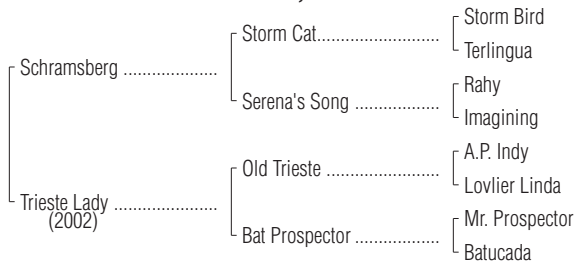 Storm Bird
Storm Cat..........................
Terlingua
Schramsberg ....................
Rahy
Serena's Song ..................
Imagining
A.P. Indy
Old Trieste ........................
Lovlier Linda
Trieste Lady ......................
(2002)
Mr. Prospector
Bat Prospector ..................
Batucada